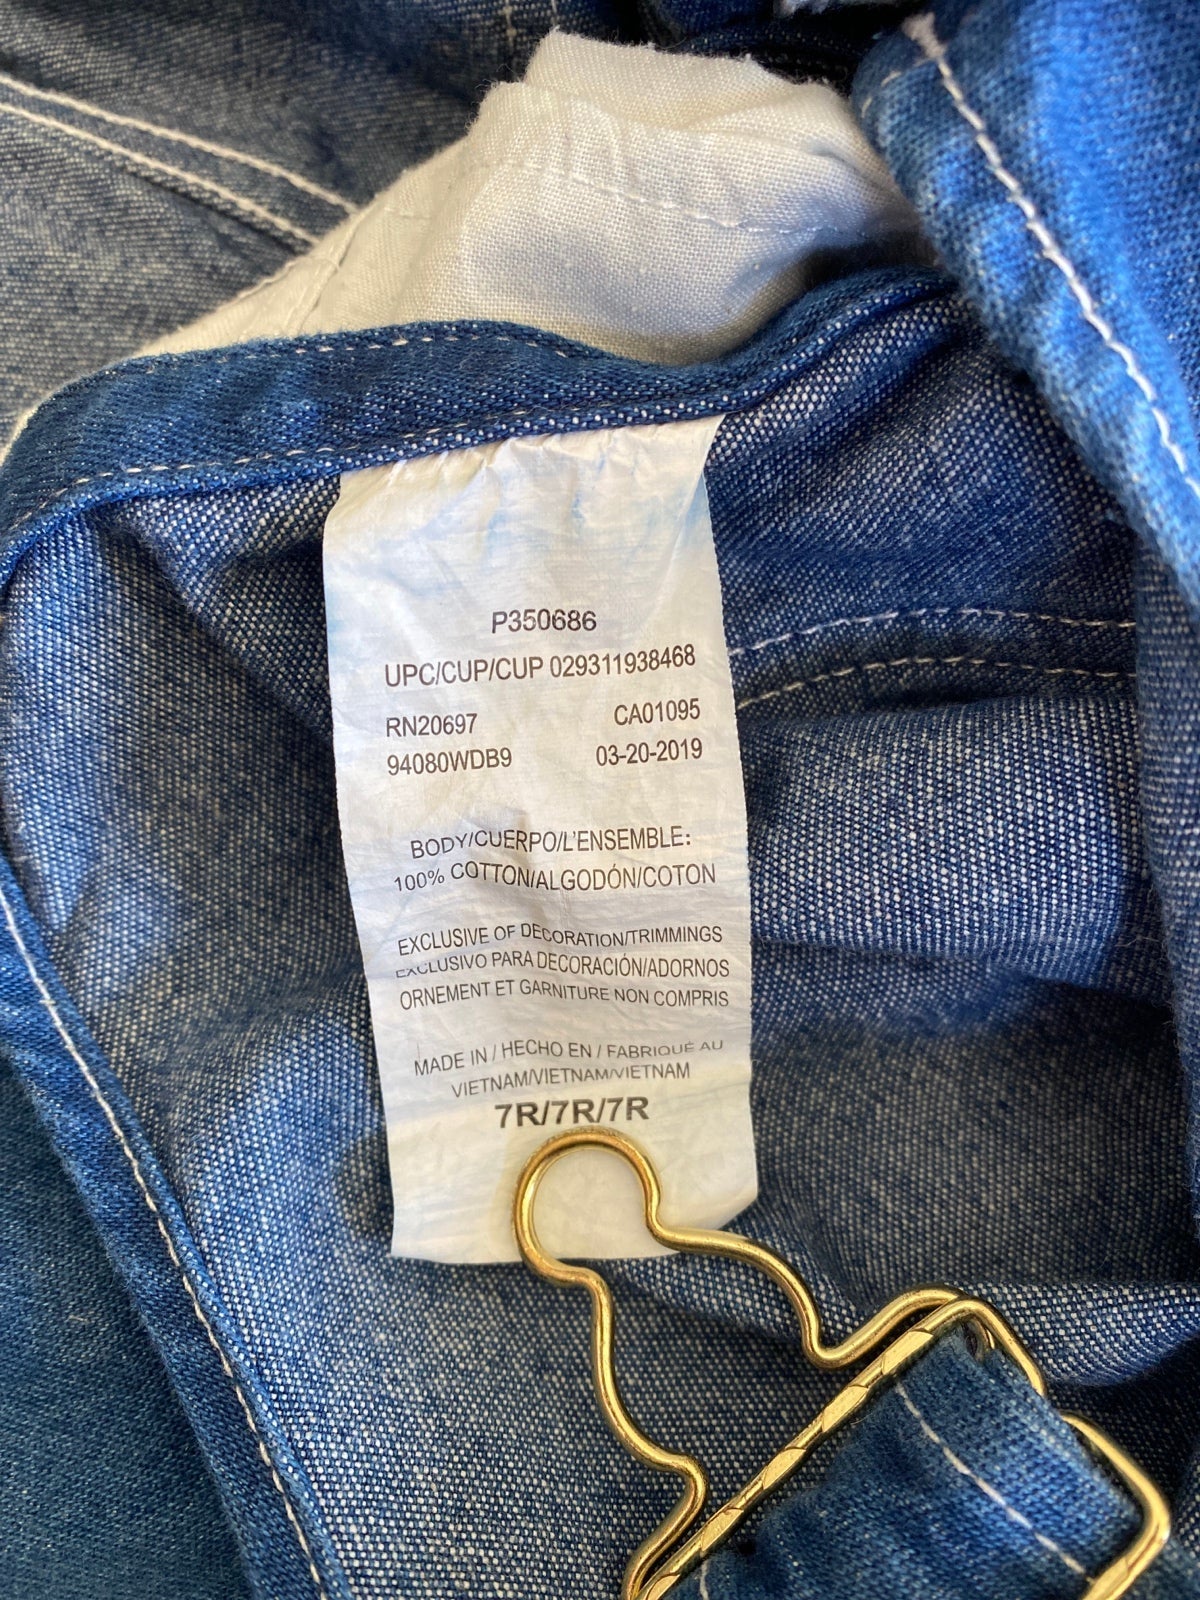 P350686
UPC/CUP/CUP 029311938468
RN20697 CA01095
94080WDB9 03-20-2019
BODY/CUERPO/L'ENSEMBLE:
100% COTTON/ALGODÓN/COTON
EXCLUSIVE OF DECORATION/TRIMMINGS
EXCLUSIVO PARA DECORACIÓN/ADORNOS
ORNEMENT ET GARNITURE NON COMPRIS
MADE IN / HECHO EN / FABRIQUÉ AU
VIETNAM/VIETNAM/VIETNAM
7R/7R/7R